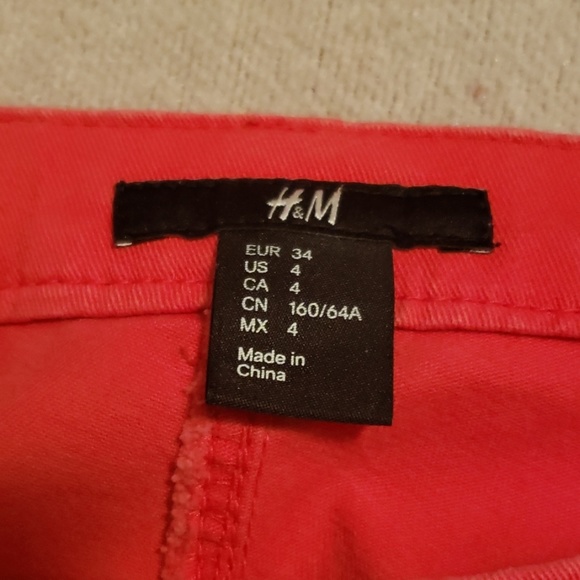 H&M
EUR 34
US 4
CA 4
CN 160/64A
MX 4
Made in
China